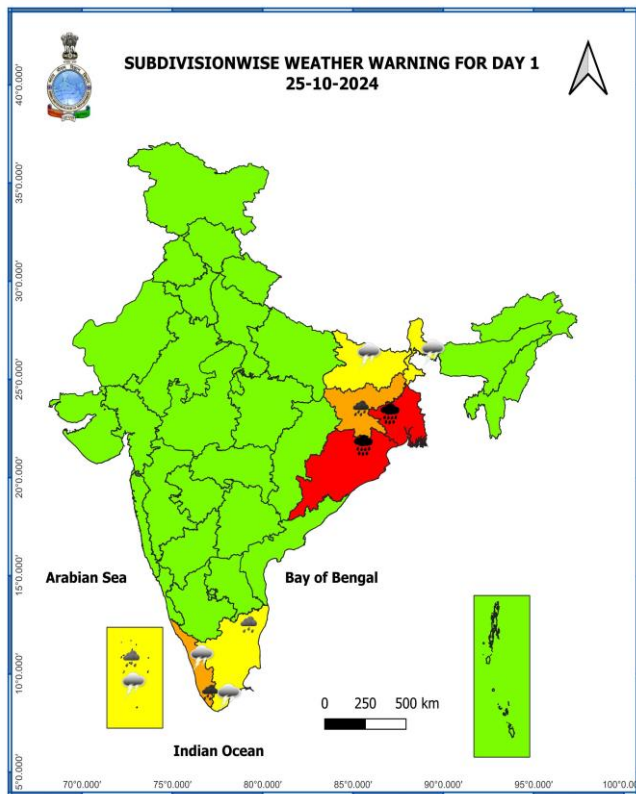 SUBDIVISIONWISE WEATHER WARNING FOR DAY 1
25-10-2024
40°0.000'
35°0.000'
30°0.000'
25°0.000'
20°0.000'
15°0.000'
10°0.000'
5°0.000'
Arabian Sea
Bay of Bengal
0 250 500 km
Indian Ocean
70°0.000' 75°0.000' 80°0.000' 85°0.000' 90°0.000' 95°0.000' 100°0.000'